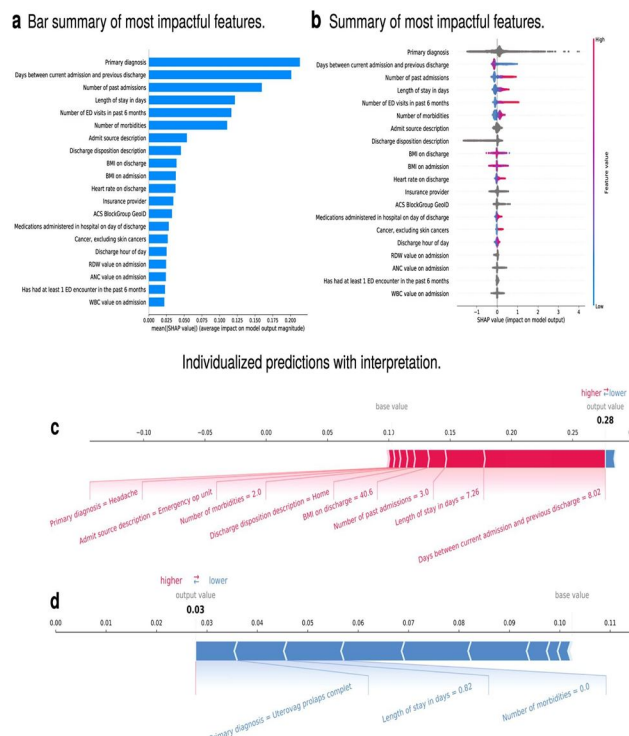 a Bar summary of most impactful features.
Primary diagnosis
Days between current admission and previous discharge
Number of past admissions
Length of stay in days
Number of ED visits in past 6 months
Number of morbidities
Admit source description
Discharge disposition description
BMI on discharge
BMI on admission
Heart rate on discharge
Insurance provider
ACS BlockGroup GeoID
Medications administered in hospital on day of discharge
Cancer, excluding skin cancers
Discharge hour of day
RDW value on admission
ANC value on admission
Has had at least 1 ED encounter in the past 6 months
WBC value on admission
0.000 0.025 0.050 0.075 0.100 0.125 0.150 0.175 0.200
mean(|SHAP value|) (average impact on model output magnitude)
b Summary of most impactful features.
High
Primary diagnosis
Days between current admission and previous discharge
Number of past admissions
Length of stay in days
Number of ED visits in past 6 months
Number of morbidities
Admit source description
Discharge disposition description
BMI on discharge
BMI on admission
Heart rate on discharge
Insurance provider
ACS BlockGroup GeoID
Medications administered in hospital on day of discharge
Cancer, excluding skin cancers
Discharge hour of day
RDW value on admission
ANC value on admission
Has had at least 1 ED encounter in the past 6 months
WBC value on admission
Feature value
Low
−1 0 1 2 3 4
SHAP value (impact on model output)
Individualized predictions with interpretation.
higher ⇄ lower
base value output value
0.28
c
−0.10 −0.05 0.00 0.05 0.13 0.15 0.20 0.25 0.30
Primary diagnosis = Headache
Admit source description = Emergency op unit
Number of morbidities = 2.0
Discharge disposition description = Home
BMI on discharge = 40.6
Number of past admissions = 3.0
Length of stay in days = 7.26
Days between current admission and previous discharge = 8.02
d
higher ⇄ lower
output value base value
0.03
0.00 0.01 0.02 0.04 0.05 0.06 0.07 0.08 0.09 0.10 0.11
Primary diagnosis = Uterovag prolaps complet
Length of stay in days = 0.82
Number of morbidities = 0.0